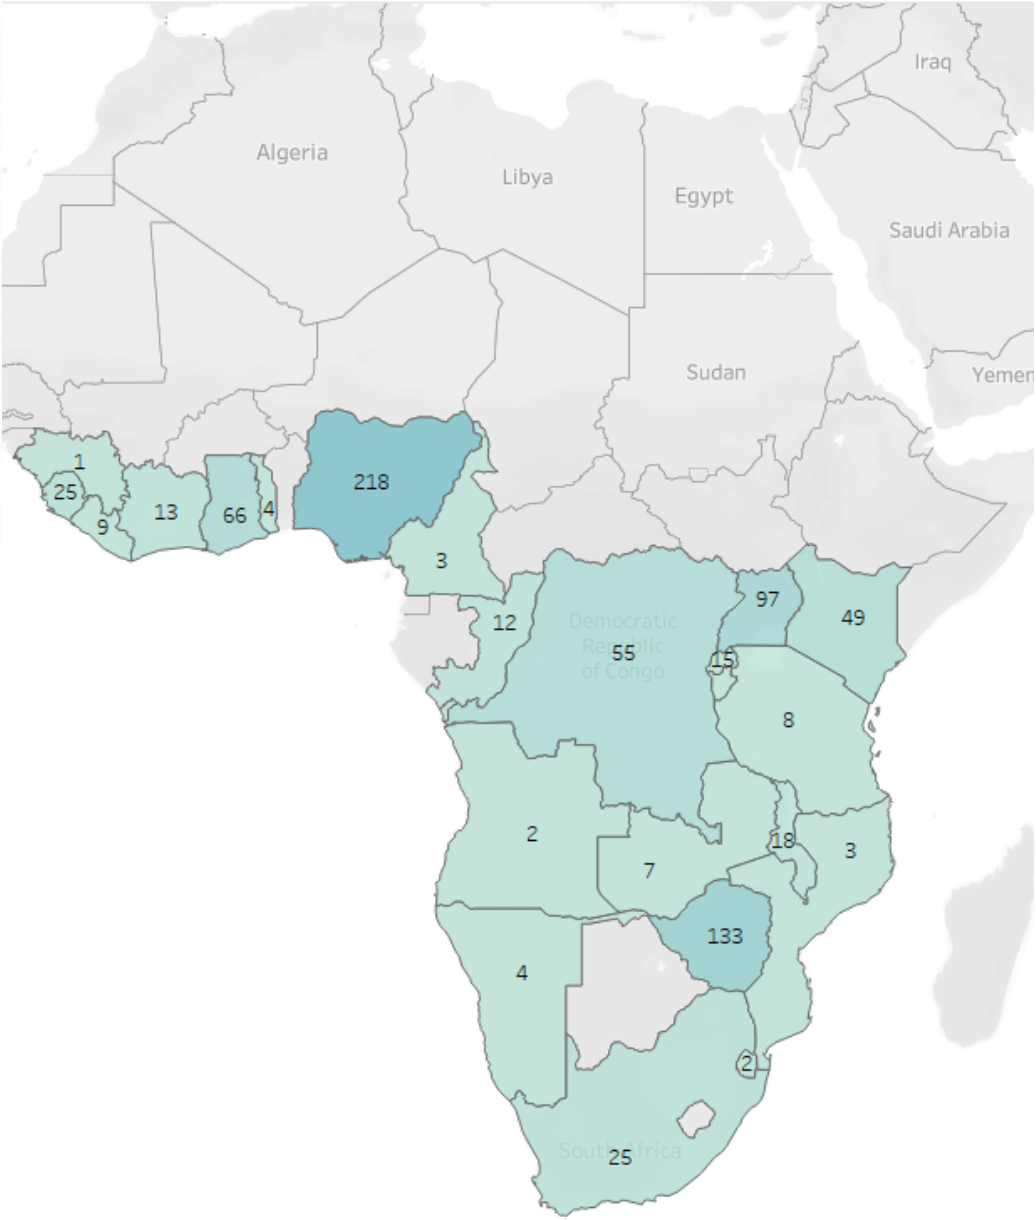 Iraq
Algeria
Libya
Egypt
Saudi Arabia
Sudan
Yemen
1
25
9
13
66
4
218
3
12
Democratic
Republic
of Congo
55
97
49
15
8
2
7
18
3
133
4
2
South Africa
25